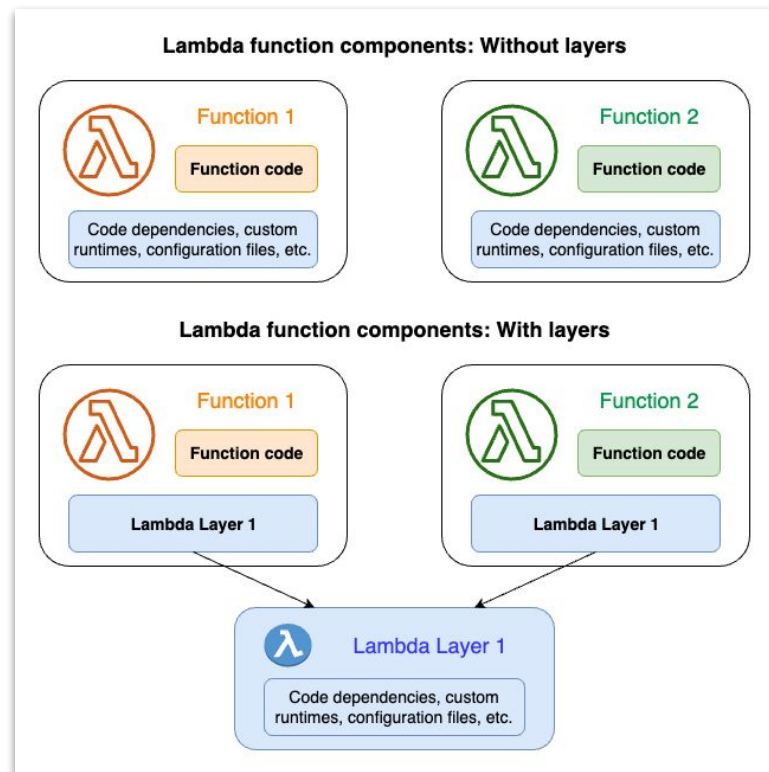 Lambda function components: Without layers
Function 1
Function code
Code dependencies, custom
runtimes, configuration files, etc.
Function 2
Function code
Code dependencies, custom
runtimes, configuration files, etc.
Lambda function components: With layers
Function 1
Function code
Lambda Layer 1
Function 2
Function code
Lambda Layer 1
Lambda Layer 1
Code dependencies, custom
runtimes, configuration files, etc.